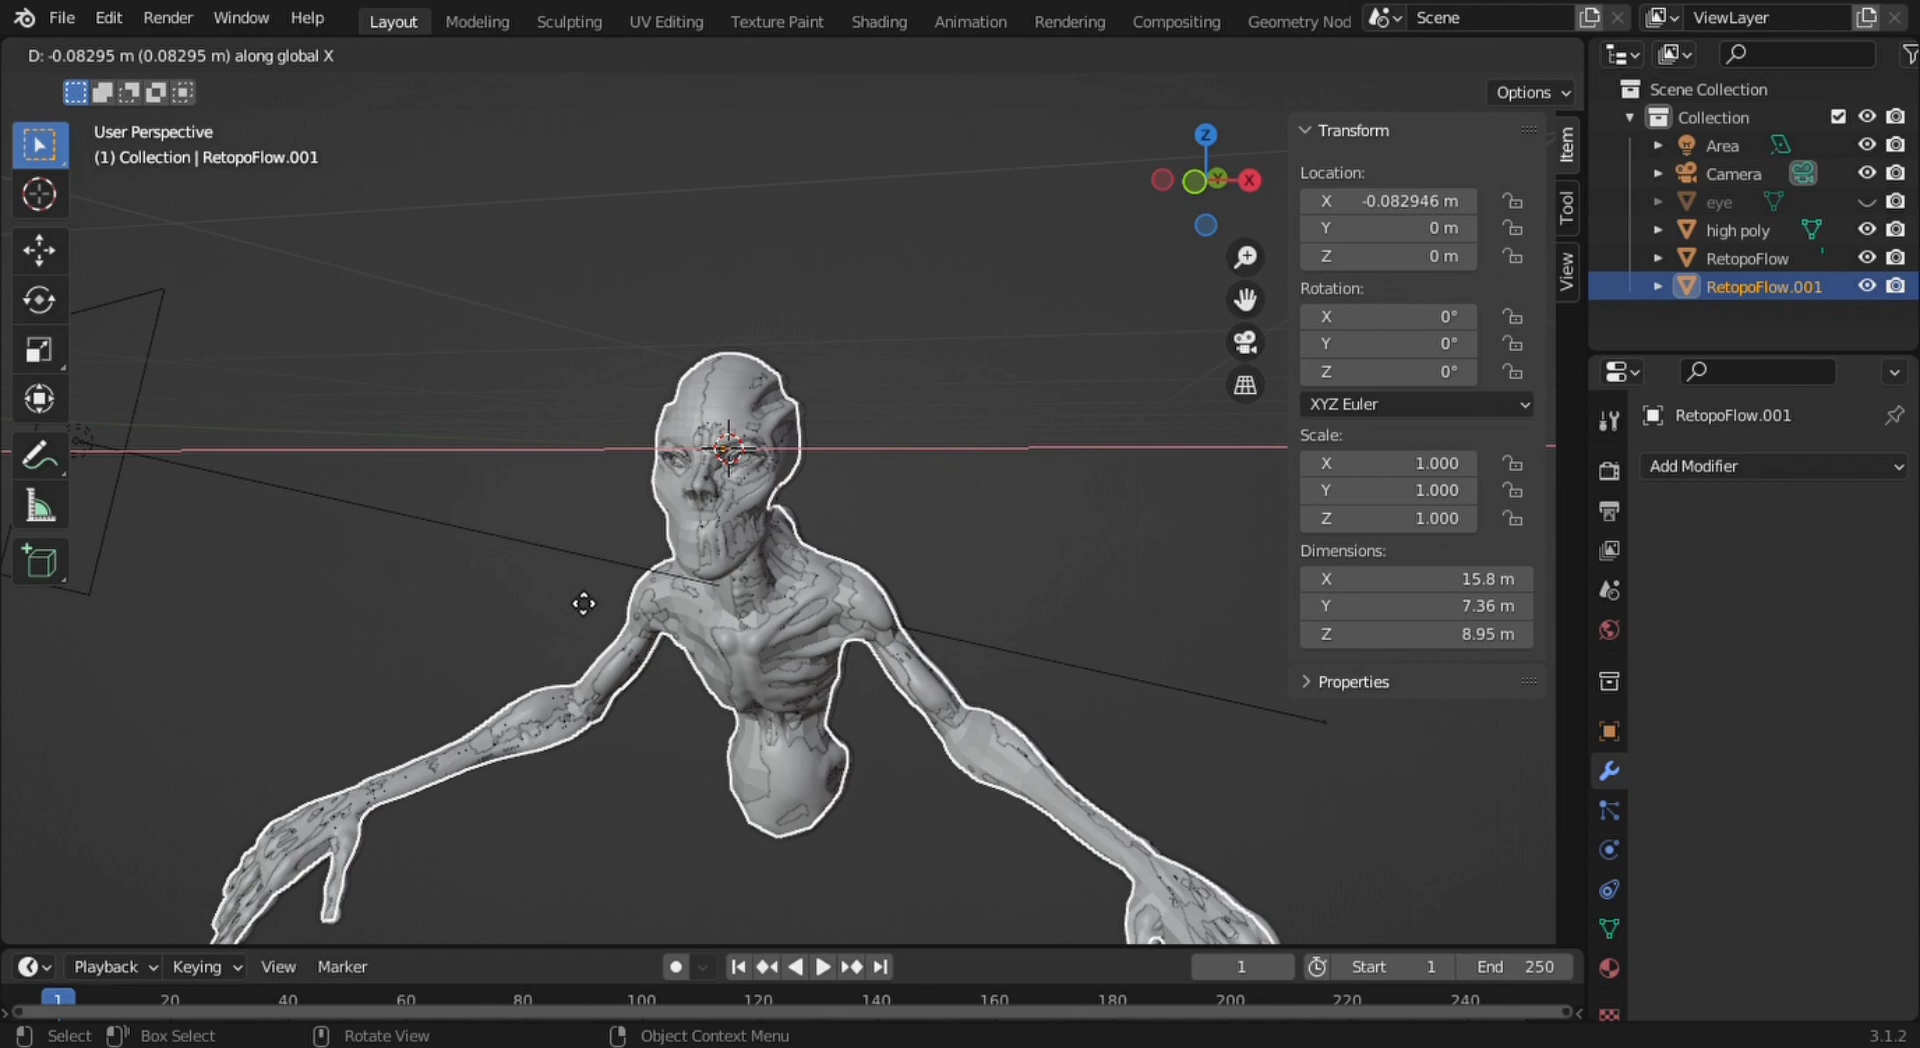 File Edit Render Window Help Layout Modeling Sculpting UV Editing Texture Paint Shading Animation Rendering Compositing Geometry Nod Scene ViewLayer
D: -0.08295 m (0.08295 m) along global X
Options
User Perspective
(1) Collection | RetopoFlow.001
Z
Y
X
Transform
Location:
X -0.082946 m
Y 0 m
Z 0 m
Rotation:
X 0°
Y 0°
Z 0°
XYZ Euler
Scale:
X 1.000
Y 1.000
Z 1.000
Dimensions:
X 15.8 m
Y 7.36 m
Z 8.95 m
Properties
Item
Tool
View
Scene Collection
Collection
Area
Camera
eye
high poly
RetopoFlow
RetopoFlow.001
RetopoFlow.001
Add Modifier
Playback Keying View Marker 1 Start 1 End 250
1 20 40 60 80 100 120 140 160 180 200 220 240
Select Box Select Rotate View Object Context Menu 3.1.2